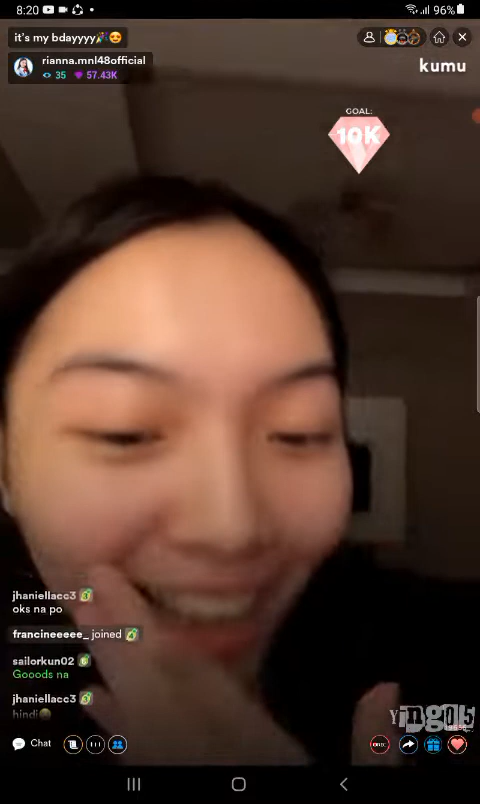 8:20
96%
it's my bdayyyy🎉😍
rianna.mnl48official
35 57.43K
kumu
GOAL:
10K
jhaniellacc3
oks na po
francineeeee_ joined
sailorkun02
Gooods na
jhaniellacc3
hindi
Chat